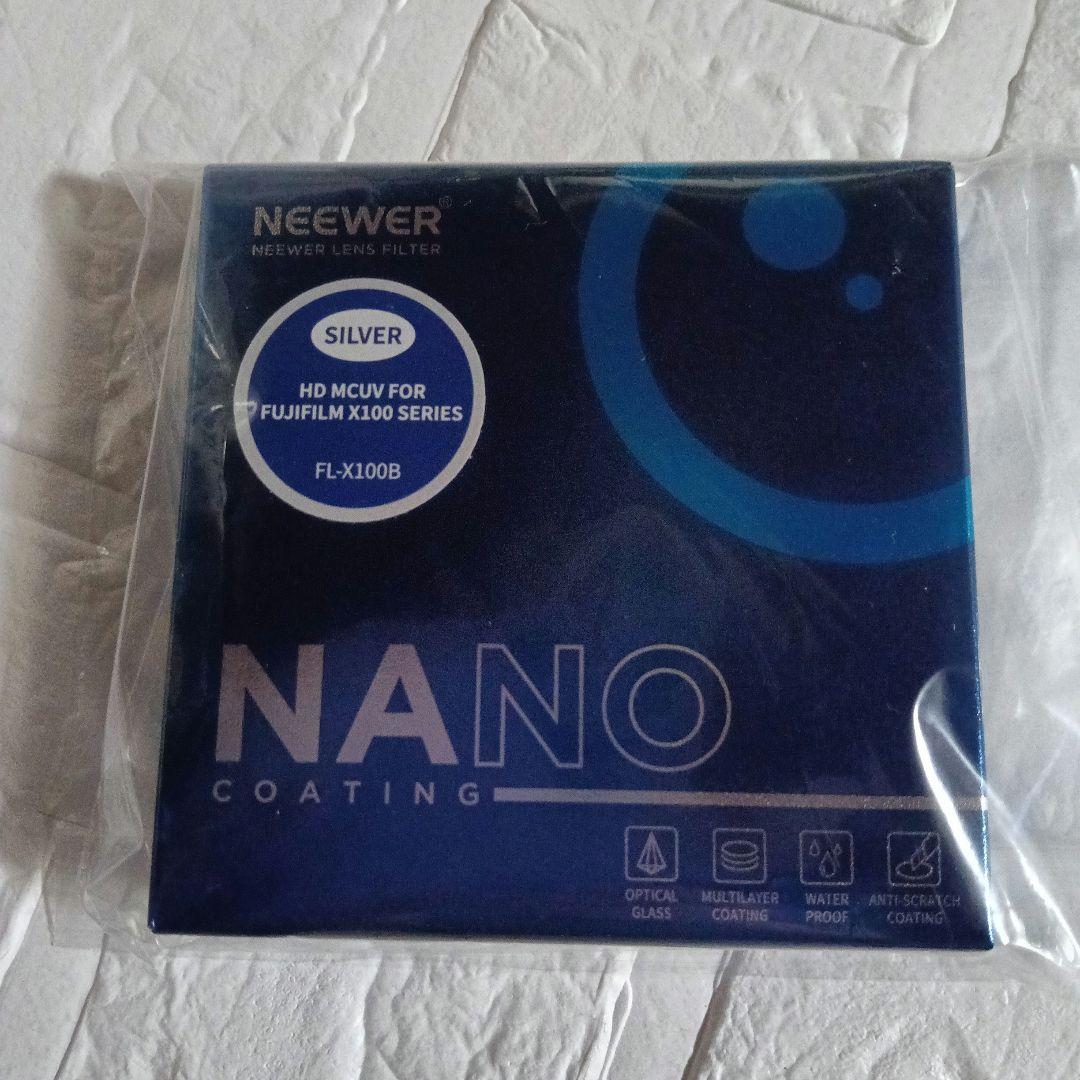 NEEWER®
NEEWER LENS FILTER
SILVER
HD MCUV FOR
FUJIFILM X100 SERIES
FL-X100B
NANO
COATING
OPTICAL
GLASS
MULTILAYER
COATING
WATER
PROOF
ANTI-SCRATCH
COATING